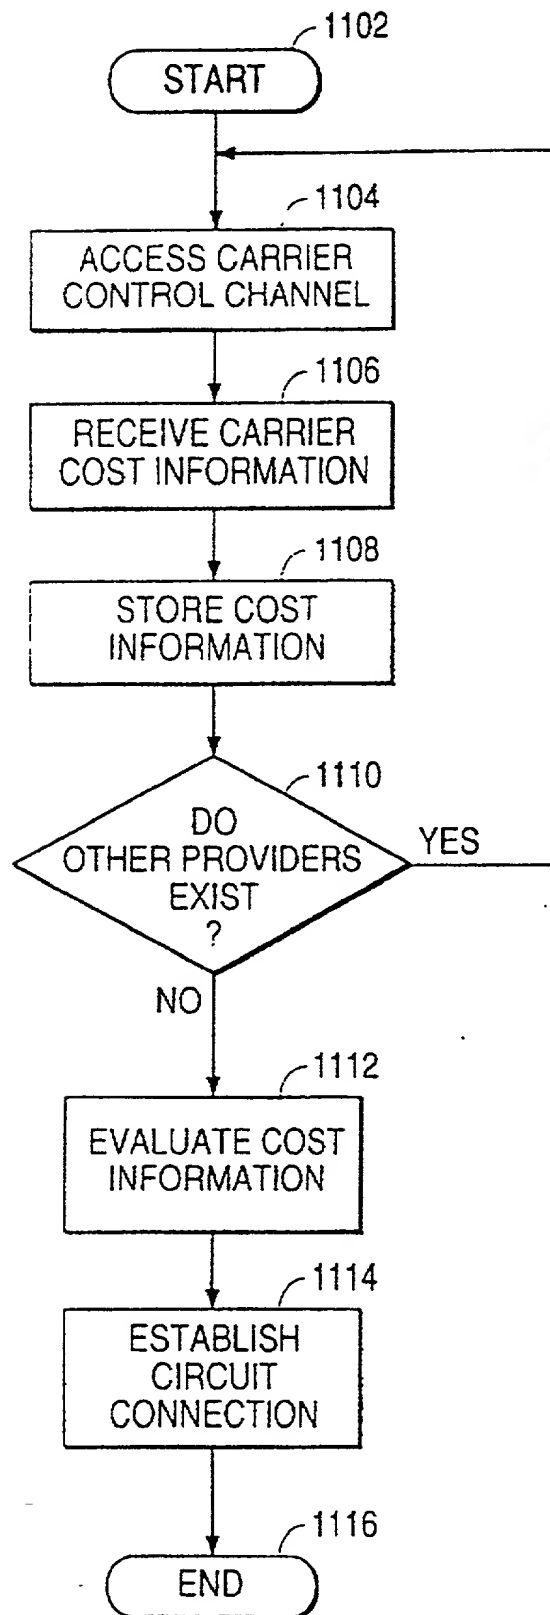 1102
START
1104
ACCESS CARRIER
CONTROL CHANNEL
1106
RECEIVE CARRIER
COST INFORMATION
1108
STORE COST
INFORMATION
1110
DO
OTHER PROVIDERS
EXIST
?
YES
NO
1112
EVALUATE COST
INFORMATION
1114
ESTABLISH
CIRCUIT
CONNECTION
1116
END